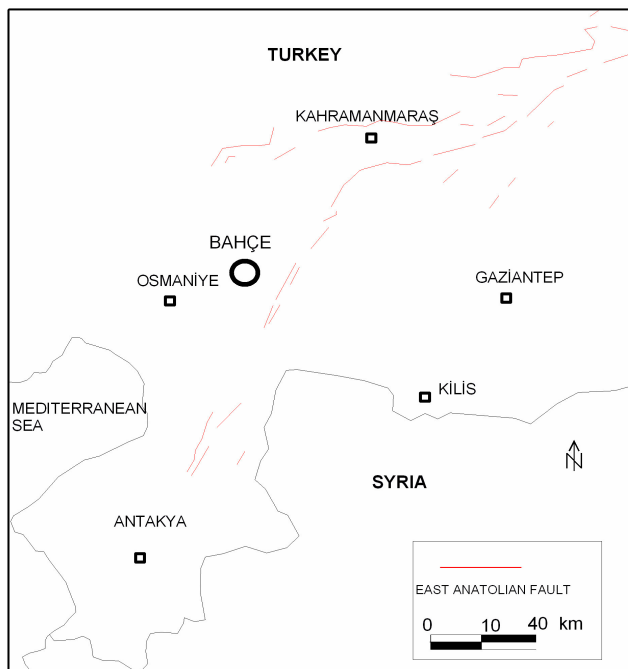 TURKEY
KAHRAMANMARAŞ
BAHÇE
OSMANİYE
GAZİANTEP
KİLİS
MEDITERRANEAN
SEA
N
SYRIA
ANTAKYA
EAST ANATOLIAN FAULT
0 10 40 km